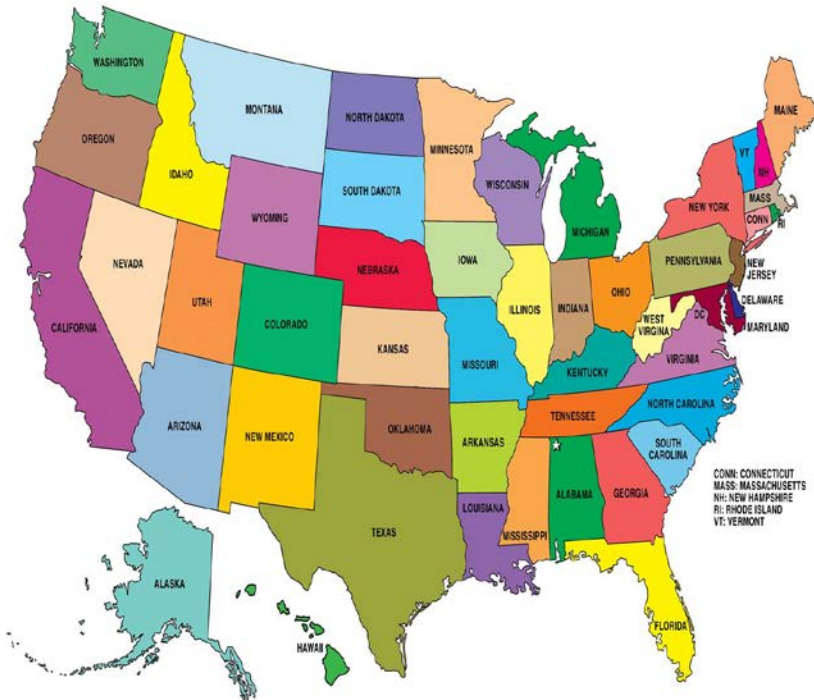 WASHINGTON
OREGON
IDAHO
MONTANA
NORTH DAKOTA
MINNESOTA
SOUTH DAKOTA
WYOMING
WISCONSIN
MICHIGAN
MAINE
VT
NH
NEW YORK
MASS
CONN
RI
NEVADA
UTAH
COLORADO
NEBRASKA
IOWA
ILLINOIS
INDIANA
OHIO
PENNSYLVANIA
NEW
JERSEY
DELAWARE
MARYLAND
DC
WEST
VIRGINA
VIRGINIA
CALIFORNIA
KANSAS
MISSOURI
KENTUCKY
ARIZONA
NEW MEXICO
OKLAHOMA
ARKANSAS
TENNESSEE
NORTH CAROLINA
SOUTH
CAROLINA
TEXAS
LOUISIANA
MISSISSIPPI
ALABAMA
GEORGIA
FLORIDA
ALASKA
HAWAII
CONN: CONNECTICUT
MASS: MASSACHUSETTS
NH: NEW HAMPSHIRE
RI: RHODE ISLAND
VT: VERMONT